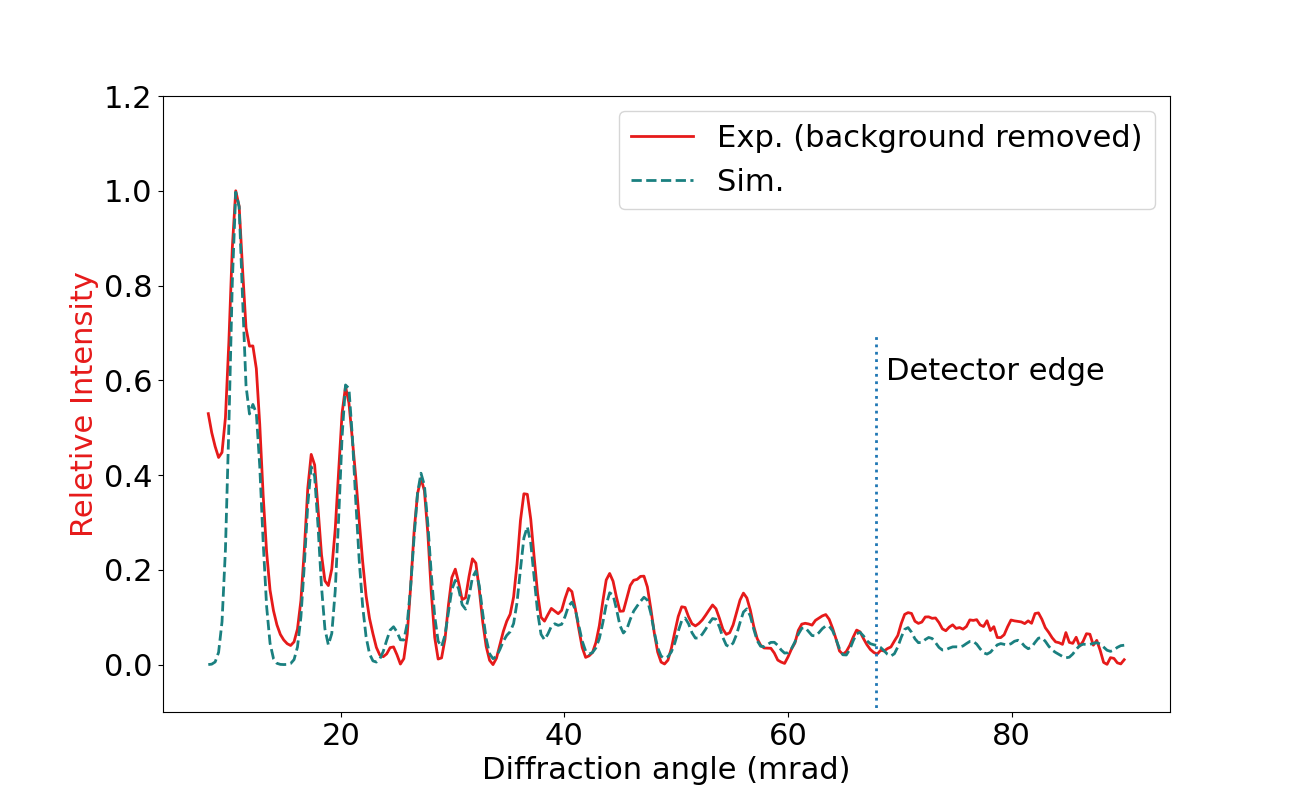 1.2
1.0
0.8
0.6
0.4
0.2
0.0
Reletive Intensity
Exp. (background removed)
Sim.
Detector edge
20
40
60
80
Diffraction angle (mrad)